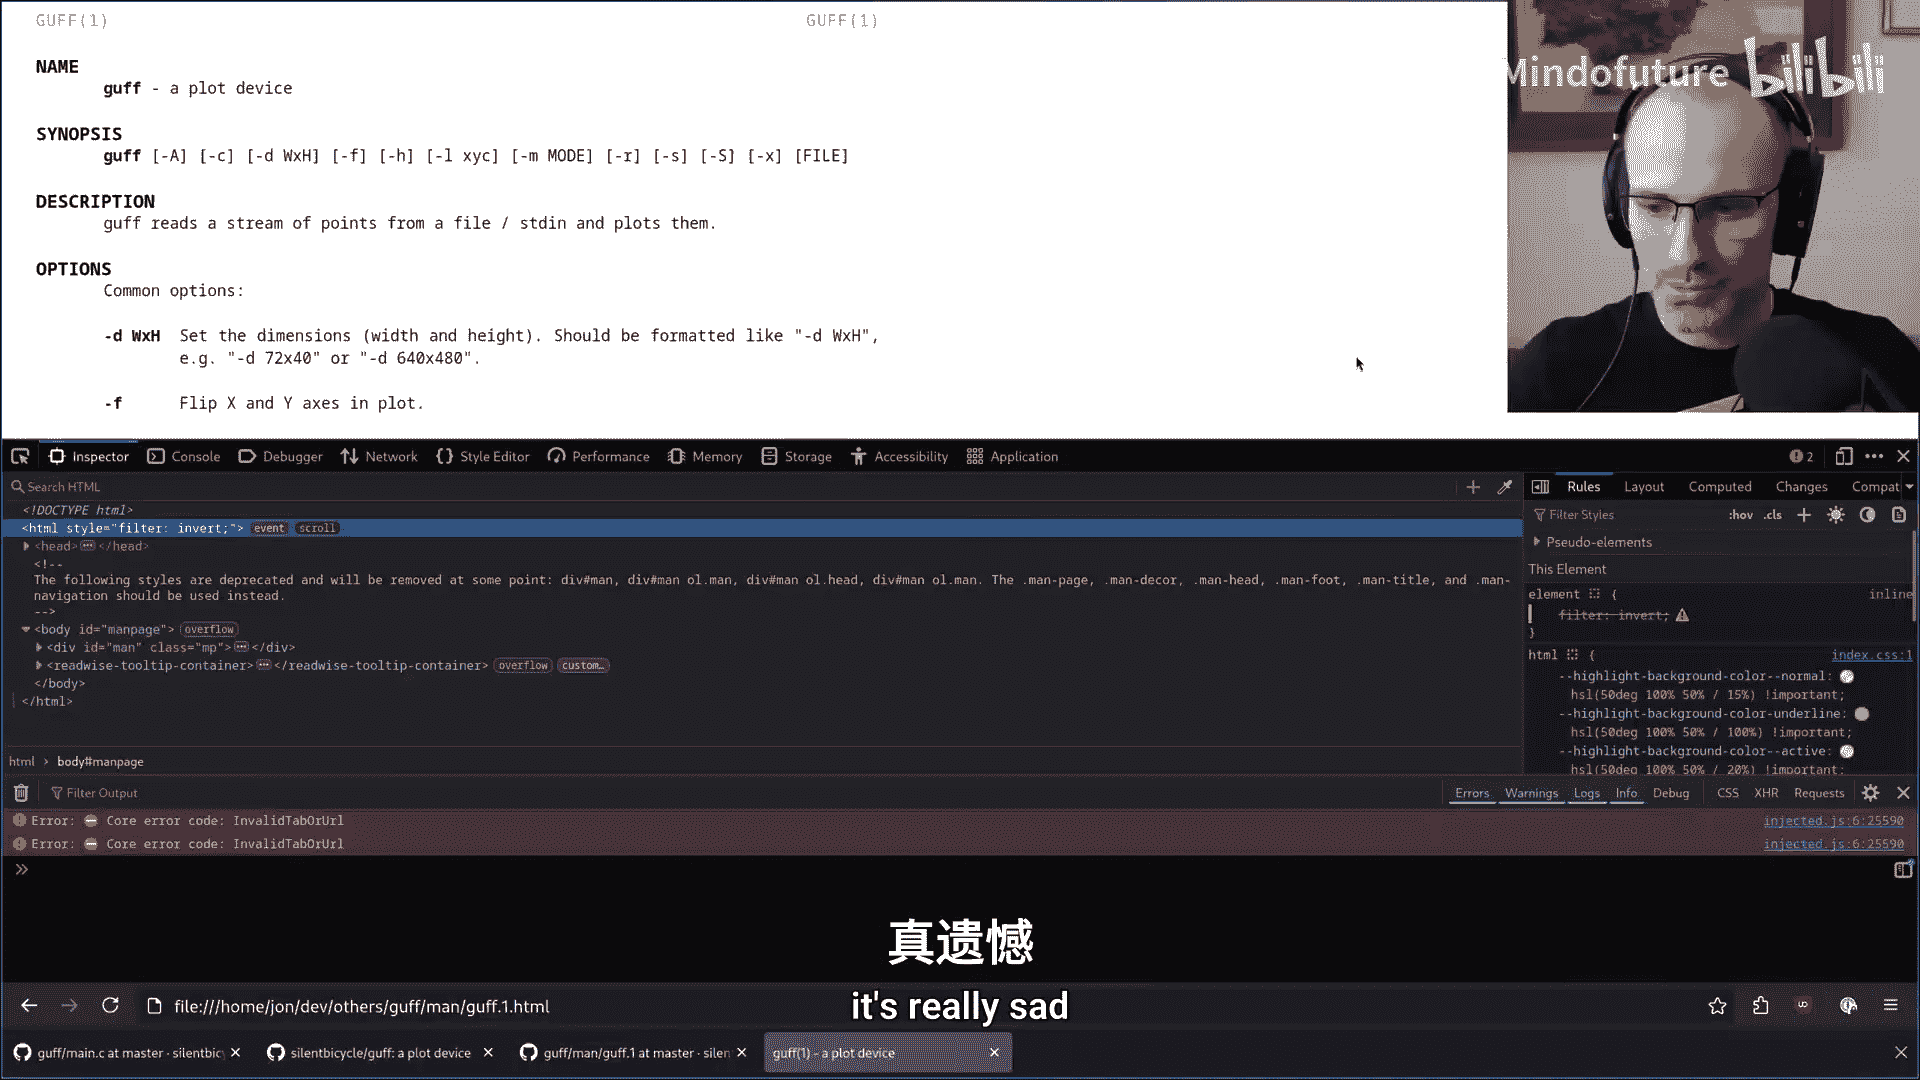 GUFF(1) GUFF(1)
Mindofuture bilibili
NAME
guff - a plot device
SYNOPSIS
guff [-A] [-c] [-d WxH] [-f] [-h] [-l xyc] [-m MODE] [-r] [-s] [-S] [-x] [FILE]
DESCRIPTION
guff reads a stream of points from a file / stdin and plots them.
OPTIONS
Common options:
-d WxH Set the dimensions (width and height). Should be formatted like "-d WxH",
e.g. "-d 72x40" or "-d 640x480".
-f Flip X and Y axes in plot.
Inspector Console Debugger Network Style Editor Performance Memory Storage Accessibility Application 2
Search HTML
Rules Layout Computed Changes Compat
<!DOCTYPE html>
<html style="filter: invert;"> event scroll
<head> </head>
<!--
The following styles are deprecated and will be removed at some point: div#man, div#man ol.man, div#man ol.head, div#man ol.man. The .man-page, .man-decor, .man-head, .man-foot, .man-title, and .man-
navigation should be used instead.
-->
<body id="manpage"> overflow
<div id="man" class="mp"> </div>
<readwise-tooltip-container> </readwise-tooltip-container> overflow custom…
</body>
</html>
Filter Styles :hov .cls
Pseudo-elements
This Element
element { inline
filter: invert;
}
html { index.css:1
--highlight-background-color--normal:
hsl(50deg 100% 50% / 15%) !important;
--highlight-background-color-underline:
hsl(50deg 100% 50% / 100%) !important;
--highlight-background-color--active:
hsl(50deg 100% 50% / 20%) !important;
html › body#manpage
Filter Output Errors Warnings Logs Info Debug CSS XHR Requests
Error: Core error code: InvalidTabOrUrl injected.js:6:25590
Error: Core error code: InvalidTabOrUrl injected.js:6:25590
真遗憾
it's really sad
file:///home/jon/dev/others/guff/man/guff.1.html
guff/main.c at master · silentbic silentbicycle/guff: a plot device guff/man/guff.1 at master · silen guff(1) - a plot device